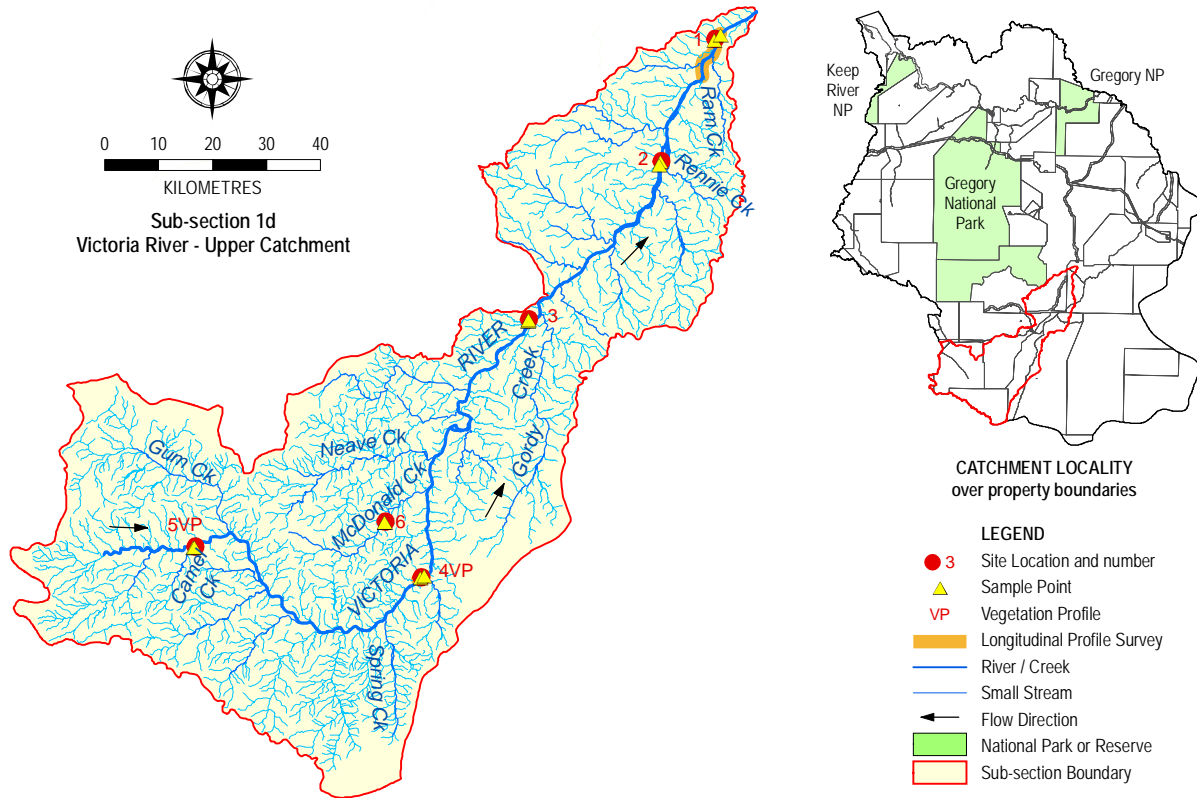 0 10 20 30 40
KILOMETRES
Sub-section 1d
Victoria River - Upper Catchment
1
Ram Ck
2
Rennie Ck
3
RIVER
Creek
Gordy
Neave Ck
Gum Ck
McDonald Ck
6
5VP
Camel
Ck
VICTORIA
4VP
Spring Ck
Keep
River
NP
Gregory NP
Gregory
National
Park
CATCHMENT LOCALITY
over property boundaries
LEGEND
3 Site Location and number
Sample Point
VP Vegetation Profile
Longitudinal Profile Survey
River / Creek
Small Stream
Flow Direction
National Park or Reserve
Sub-section Boundary